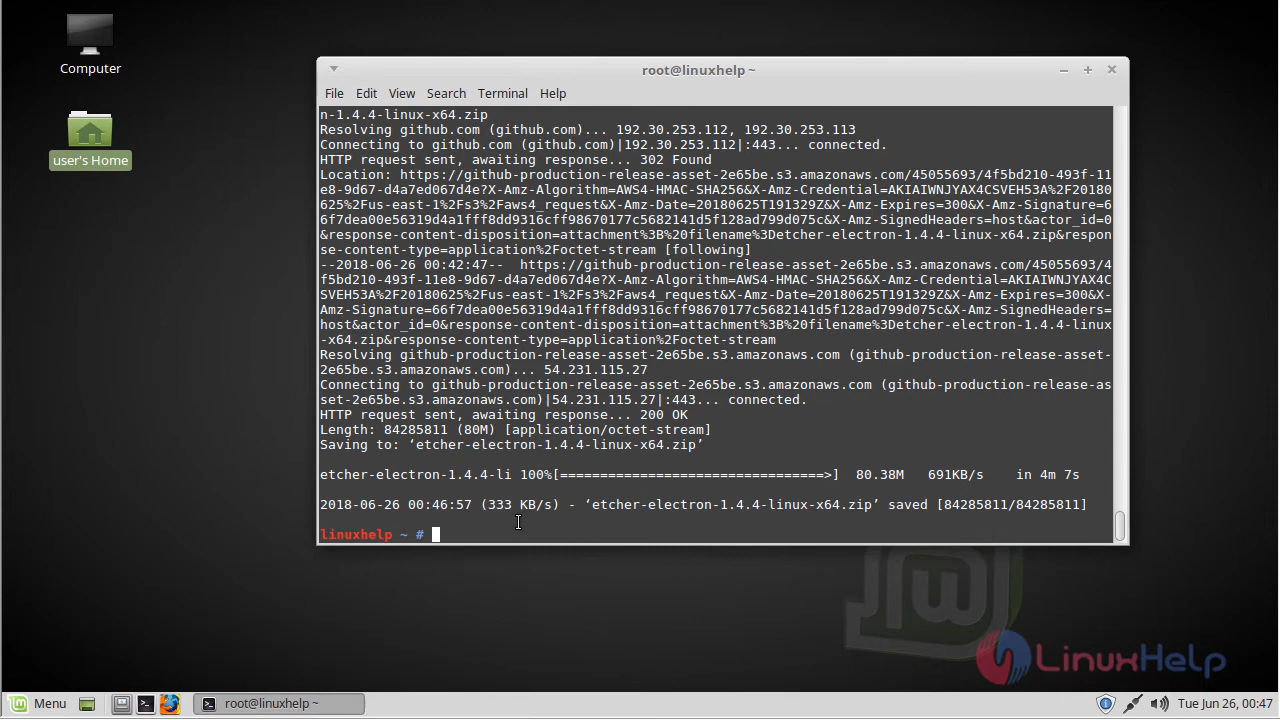 Computer
user's Home
root@linuxhelp ~
File Edit View Search Terminal Help
n-1.4.4-linux-x64.zip
Resolving github.com (github.com)... 192.30.253.112, 192.30.253.113
Connecting to github.com (github.com)|192.30.253.112|:443... connected.
HTTP request sent, awaiting response... 302 Found
Location: https://github-production-release-asset-2e65be.s3.amazonaws.com/45055693/4f5bd210-493f-11
e8-9d67-d4a7ed067d4e?X-Amz-Algorithm=AWS4-HMAC-SHA256&X-Amz-Credential=AKIAIWNJYAX4CSVEH53A%2F20180
625%2Fus-east-1%2Fs3%2Faws4_request&X-Amz-Date=20180625T191329Z&X-Amz-Expires=300&X-Amz-Signature=6
6f7dea00e56319d4a1fff8dd9316cff98670177c5682141d5f128ad799d075c&X-Amz-SignedHeaders=host&actor_id=0
&response-content-disposition=attachment%3B%20filename%3Detcher-electron-1.4.4-linux-x64.zip&respon
se-content-type=application%2Foctet-stream [following]
--2018-06-26 00:42:47--  https://github-production-release-asset-2e65be.s3.amazonaws.com/45055693/4
f5bd210-493f-11e8-9d67-d4a7ed067d4e?X-Amz-Algorithm=AWS4-HMAC-SHA256&X-Amz-Credential=AKIAIWNJYAX4C
SVEH53A%2F20180625%2Fus-east-1%2Fs3%2Faws4_request&X-Amz-Date=20180625T191329Z&X-Amz-Expires=300&X-
Amz-Signature=66f7dea00e56319d4a1fff8dd9316cff98670177c5682141d5f128ad799d075c&X-Amz-SignedHeaders=
host&actor_id=0&response-content-disposition=attachment%3B%20filename%3Detcher-electron-1.4.4-linux
-x64.zip&response-content-type=application%2Foctet-stream
Resolving github-production-release-asset-2e65be.s3.amazonaws.com (github-production-release-asset-
2e65be.s3.amazonaws.com)... 54.231.115.27
Connecting to github-production-release-asset-2e65be.s3.amazonaws.com (github-production-release-as
set-2e65be.s3.amazonaws.com)|54.231.115.27|:443... connected.
HTTP request sent, awaiting response... 200 OK
Length: 84285811 (80M) [application/octet-stream]
Saving to: ‘etcher-electron-1.4.4-linux-x64.zip’
etcher-electron-1.4.4-li 100%[=================================>]  80.38M   691KB/s    in 4m 7s
2018-06-26 00:46:57 (333 KB/s) - ‘etcher-electron-1.4.4-linux-x64.zip’ saved [84285811/84285811]
linuxhelp ~ #
LinuxHelp
Menu
root@linuxhelp ~
Tue Jun 26, 00:47